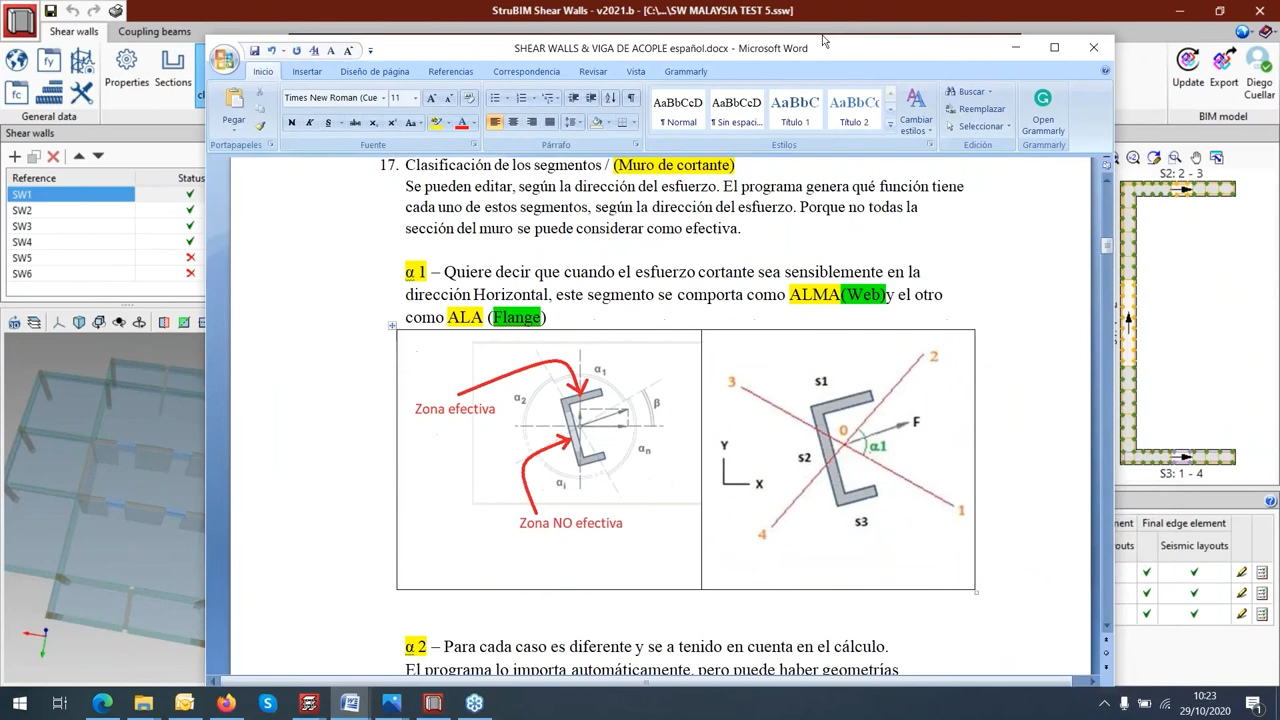 StruBIM Shear Walls - v2021.b - [C:\...\SW MALAYSIA TEST 5.ssw]
Shear walls
Coupling beams
Properties
Sections
General data
Update
Export
Diego Cuellar
BIM model
Shear walls
Reference
Status
SW1
SW2
SW3
SW4
SW5
SW6
SHEAR WALLS & VIGA DE ACOPLE español.docx - Microsoft Word
Inicio
Insertar
Diseño de página
Referencias
Correspondencia
Revisar
Vista
Grammarly
Pegar
Portapapeles
Times New Roman (Cue
11
Fuente
Párrafo
AaBbCcD
¶ Normal
AaBbCcD
¶ Sin espaci...
AaBbC
Título 1
AaBbCc
Título 2
Cambiar estilos
Estilos
Buscar
Reemplazar
Seleccionar
Edición
Open Grammarly
Grammarly
17. Clasificación de los segmentos / (Muro de cortante)
Se pueden editar, según la dirección del esfuerzo. El programa genera qué función tiene
cada uno de estos segmentos, según la dirección del esfuerzo. Porque no todas la
sección del muro se puede considerar como efectiva.
α 1 – Quiere decir que cuando el esfuerzo cortante sea sensiblemente en la
dirección Horizontal, este segmento se comporta como ALMA(Web)y el otro
como ALA (Flange)
Zona efectiva
Zona NO efectiva
α1
α2
β
αn
αi
s1
2
3
0
F
Y
s2
α1
X
4
s3
1
α 2 – Para cada caso es diferente y se a tenido en cuenta en el cálculo.
El programa lo importa automáticamente, pero puede haber geometrías
S2: 2 - 3
S3: 1 - 4
ement
Final edge element
outs
Seismic layouts
10:23
29/10/2020